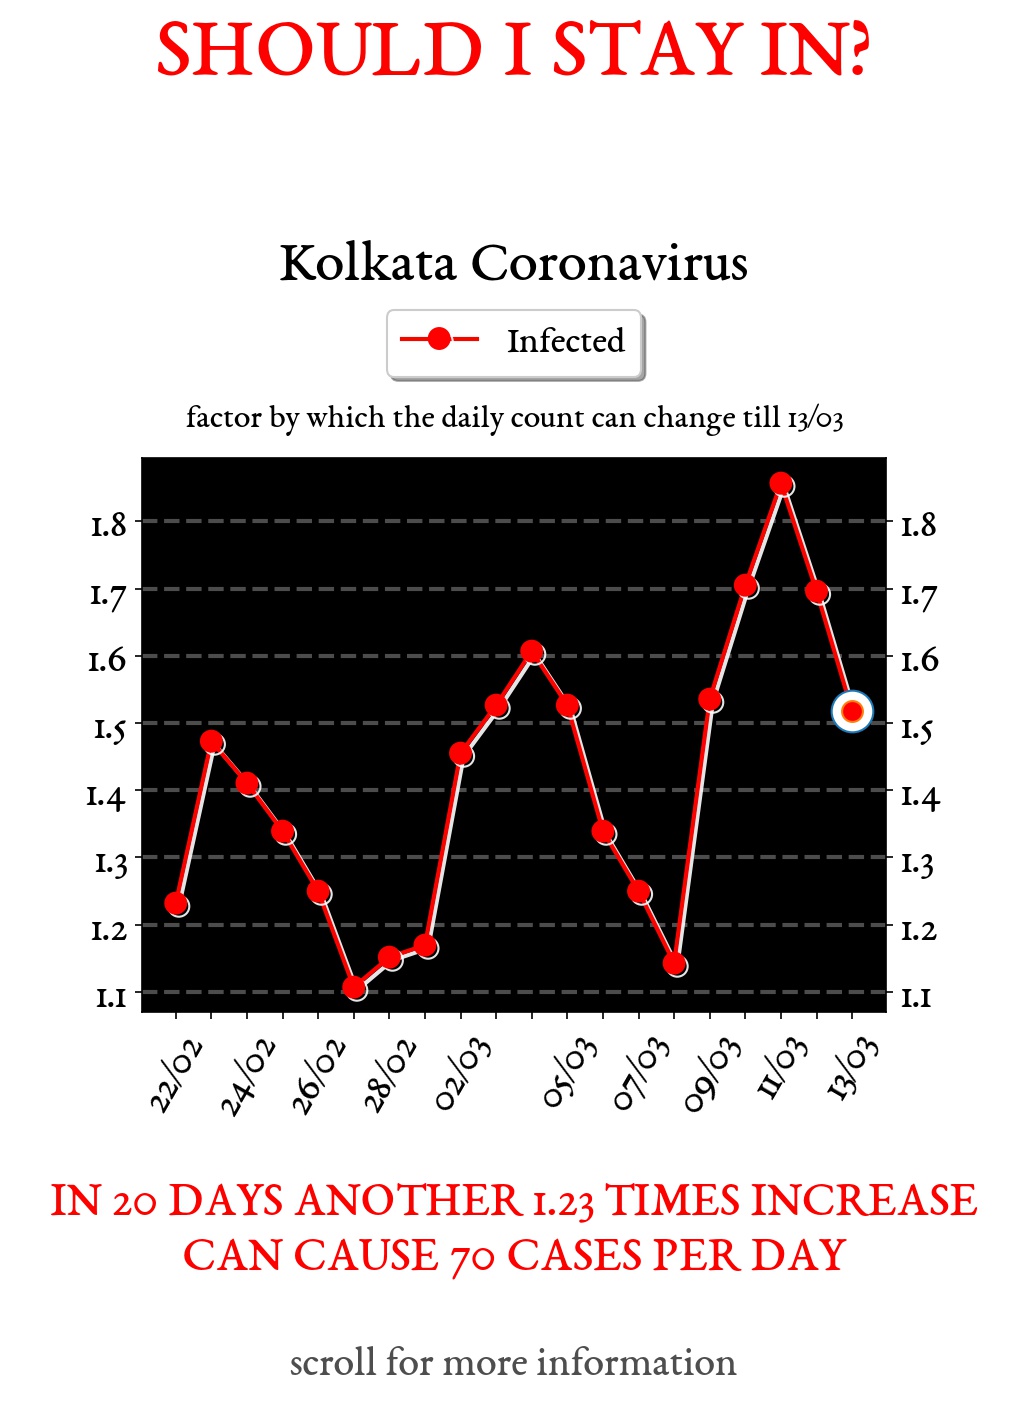 SHOULD I STAY IN?
Kolkata Coronavirus
Infected
factor by which the daily count can change till 13/03
1.8 1.8
1.7 1.7
1.6 1.6
1.5 1.5
1.4 1.4
1.3 1.3
1.2 1.2
1.1 1.1
22/02 24/02 26/02 28/02 02/03 05/03 07/03 09/03 11/03 13/03
IN 20 DAYS ANOTHER 1.23 TIMES INCREASE
CAN CAUSE 70 CASES PER DAY
scroll for more information